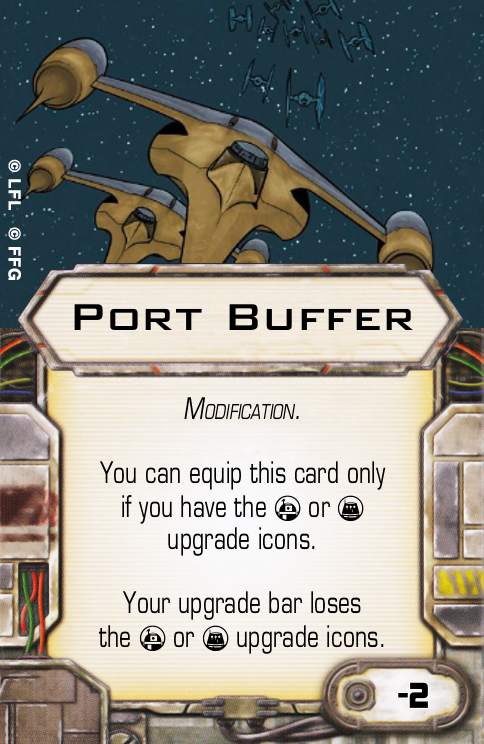 © LFL © FFG
PORT BUFFER
MODIFICATION.
You can equip this card only
if you have the or
upgrade icons.
Your upgrade bar loses
the or upgrade icons.
-2